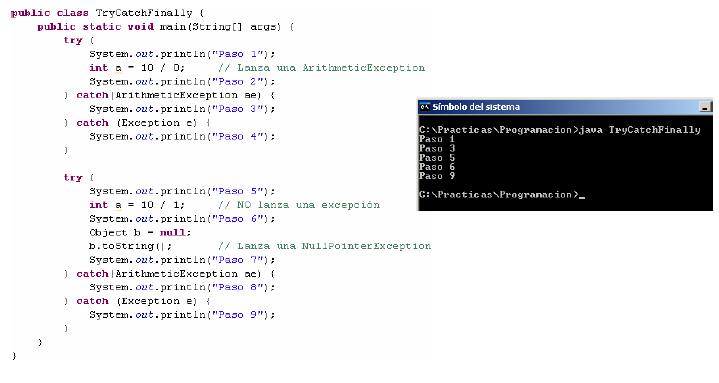 public class TryCatchFinally {
public static void main(String[] args) {
try {
System.out.println("Paso 1");
int a = 10 / 0; // Lanza una ArithmeticException
System.out.println("Paso 2");
} catch(ArithmeticException ae) {
System.out.println("Paso 3");
} catch (Exception e) {
System.out.println("Paso 4");
}
try {
System.out.println("Paso 5");
int a = 10 / 1; // NO lanza una excepción
System.out.println("Paso 6");
Object b = null;
b.toString(); // Lanza una NullPointerException
System.out.println("Paso 7");
} catch(ArithmeticException ae) {
System.out.println("Paso 8");
} catch (Exception e) {
System.out.println("Paso 9");
}
}
}
Símbolo del sistema
C:\Practicas\Programacion>java TryCatchFinally
Paso 1
Paso 3
Paso 5
Paso 6
Paso 9
C:\Practicas\Programacion>_